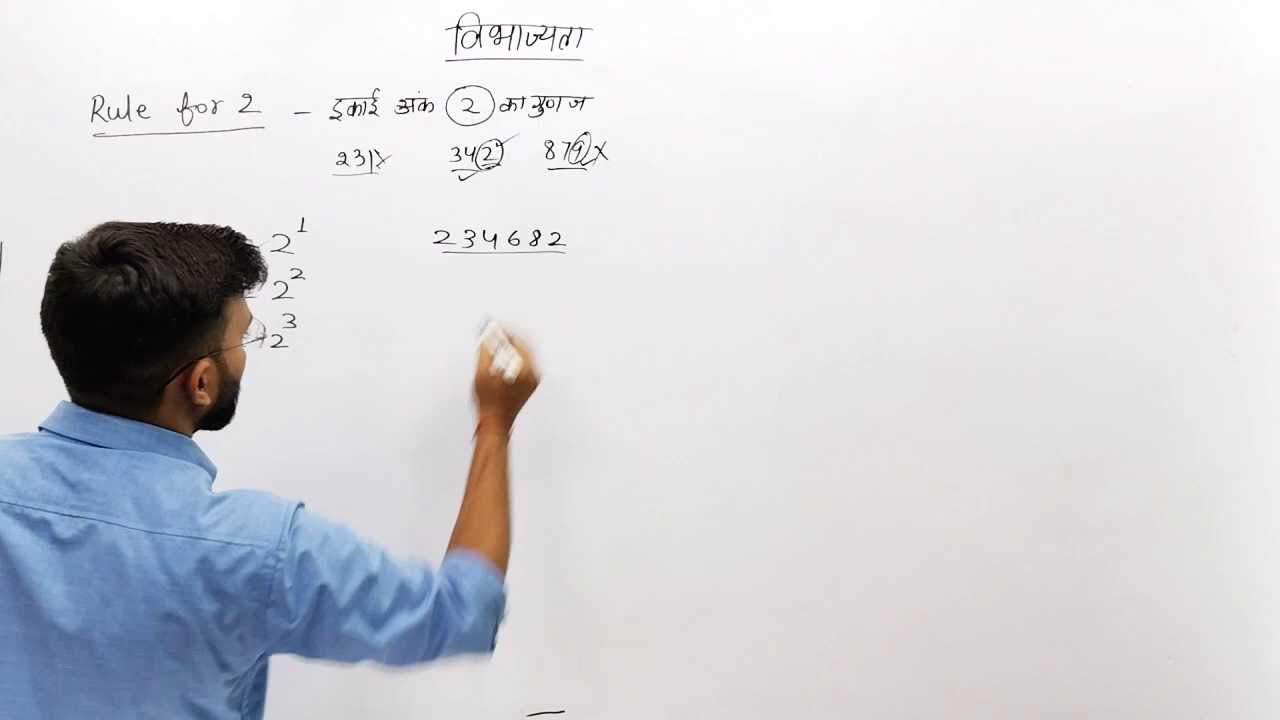 विभाज्यता
Rule for 2 – इकाई अंक 2 का गुणज
231 × 342 ✓ 879 ×
2¹ 234682
2²
2³